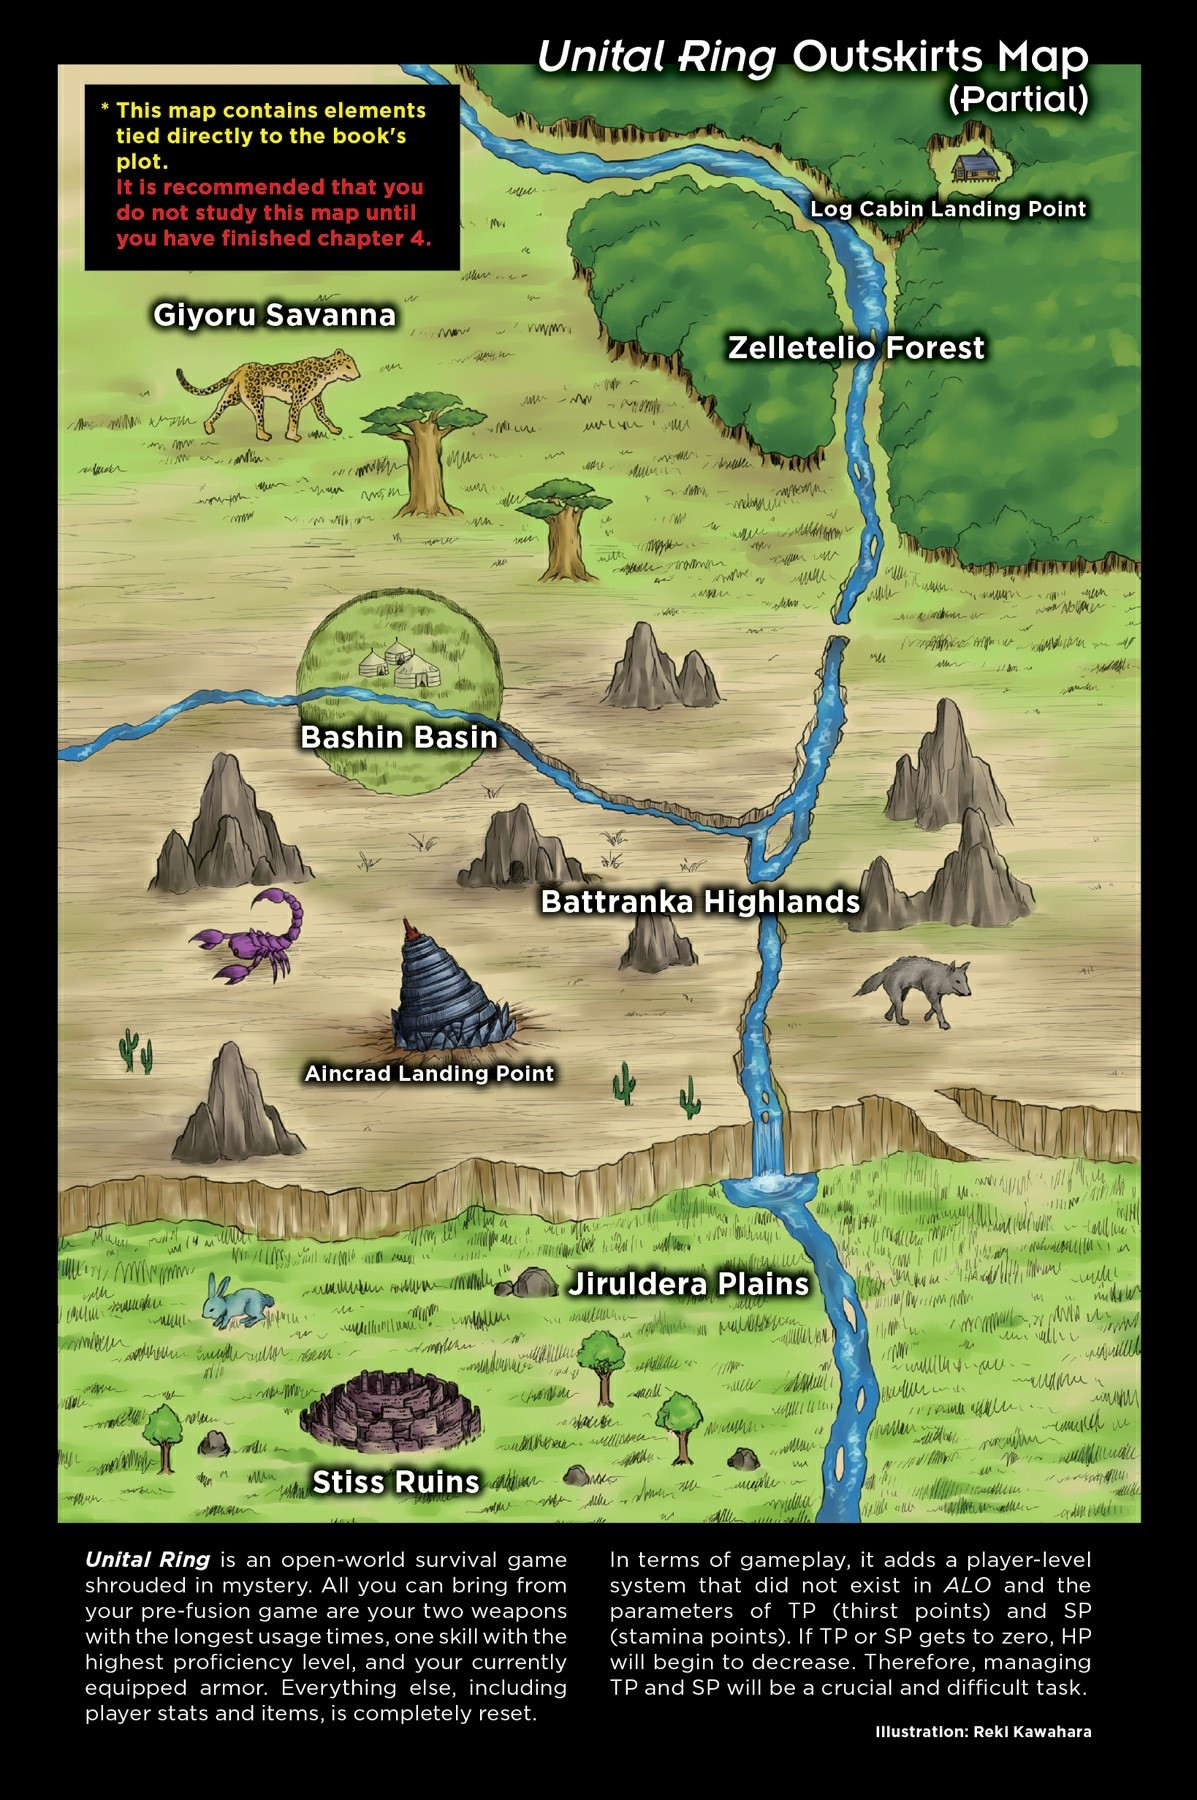 Unital Ring Outskirts Map
(Partial)
* This map contains elements
tied directly to the book's
plot.
It is recommended that you
do not study this map until
you have finished chapter 4.
Log Cabin Landing Point
Giyoru Savanna
Zelletelio Forest
Bashin Basin
Battranka Highlands
Aincrad Landing Point
Jiruldera Plains
Stiss Ruins
Unital Ring is an open-world survival game
shrouded in mystery. All you can bring from
your pre-fusion game are your two weapons
with the longest usage times, one skill with the
highest proficiency level, and your currently
equipped armor. Everything else, including
player stats and items, is completely reset.
In terms of gameplay, it adds a player-level
system that did not exist in ALO and the
parameters of TP (thirst points) and SP
(stamina points). If TP or SP gets to zero, HP
will begin to decrease. Therefore, managing
TP and SP will be a crucial and difficult task.
Illustration: Reki Kawahara